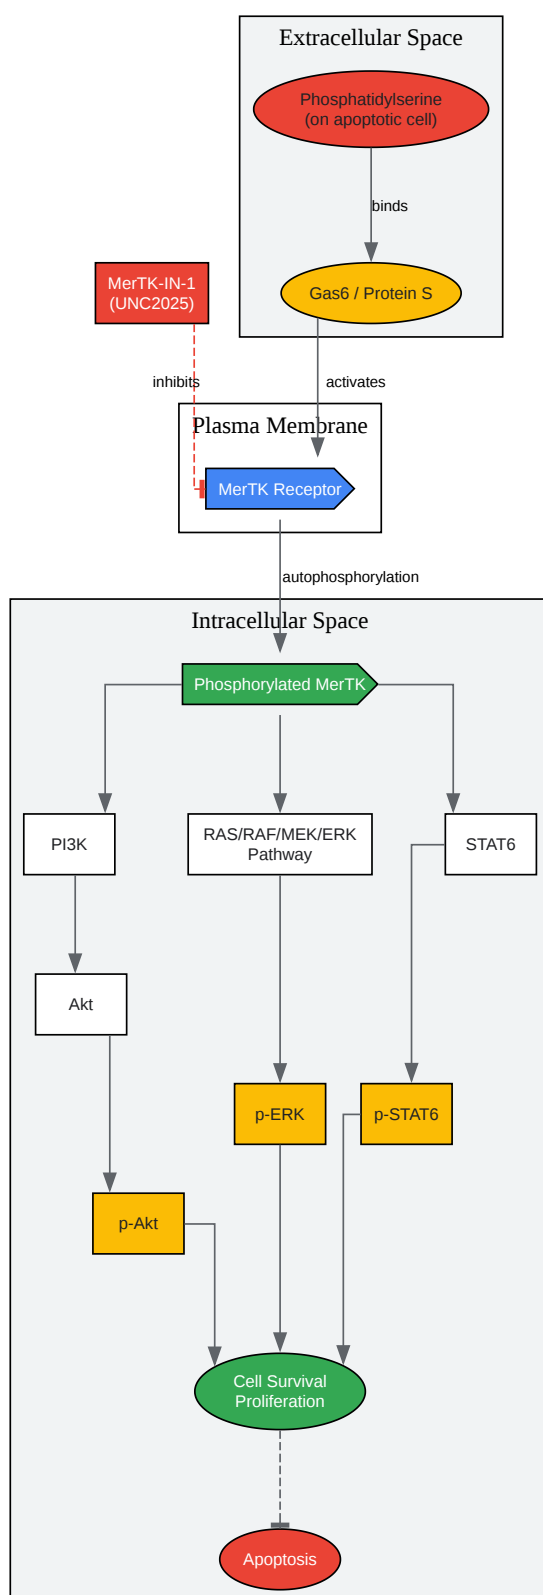 Extracellular Space
Phosphatidylserine
(on apoptotic cell)
binds
MerTK-IN-1
(UNC2025)
Gas6 / Protein S
inhibits
activates
Plasma Membrane
MerTK Receptor
autophosphorylation
Intracellular Space
Phosphorylated MerTK
PI3K
RAS/RAF/MEK/ERK
Pathway
STAT6
Akt
p-ERK
p-STAT6
p-Akt
Cell Survival
Proliferation
Apoptosis